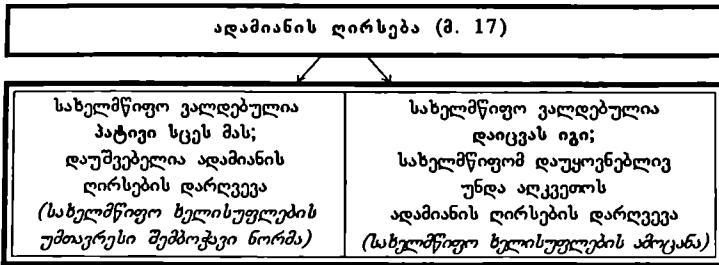 ადამიანის ღირსება (მ. 17)
სახელმწიფო ვალდებულია
პატივი სცეს მას;
დაუშვებელია ადამიანის
ღირსების დარღვევა
(სახელმწიფო ხელისუფლების
უმთავრესი შემბოჭავი ნორმა)
სახელმწიფო ვალდებულია
დაიცვას იგი;
სახელმწიფომ დაუყოვნებლივ
უნდა აღკვეთოს
ადამიანის ღირსების დარღვევა
(სახელმწიფო ხელისუფლების ამოცანა)